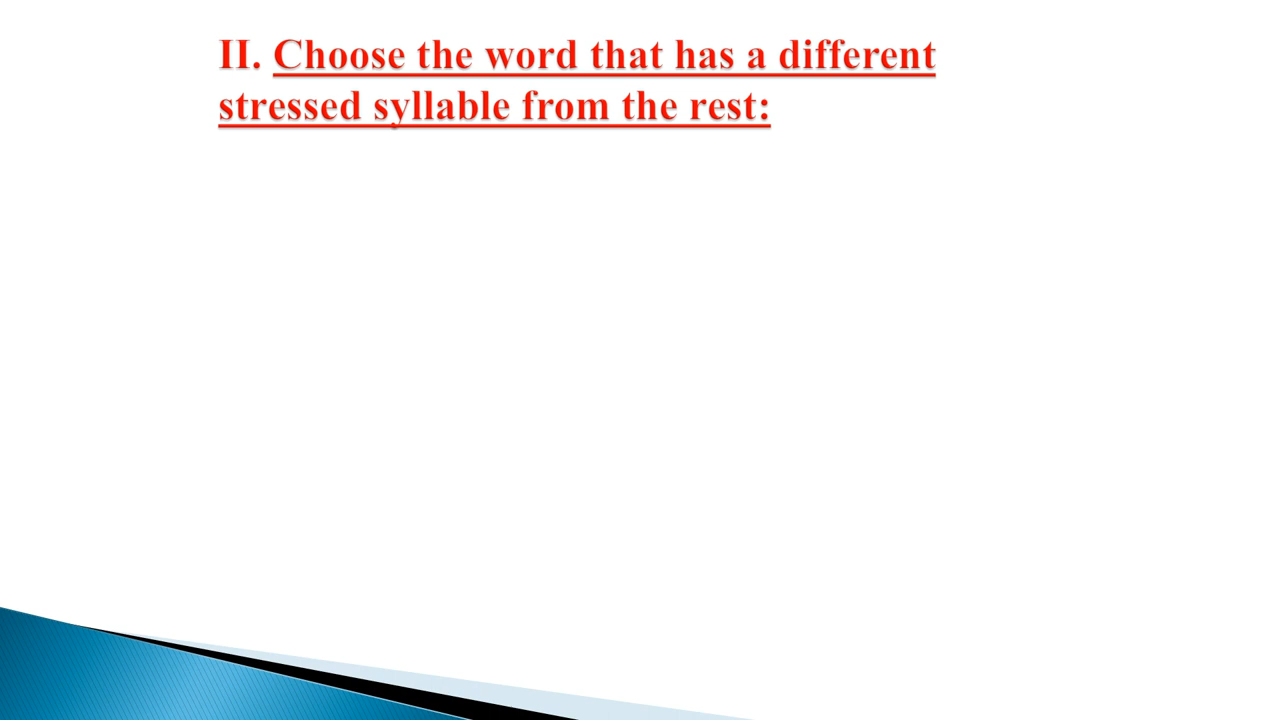 II. Choose the word that has a different
stressed syllable from the rest: